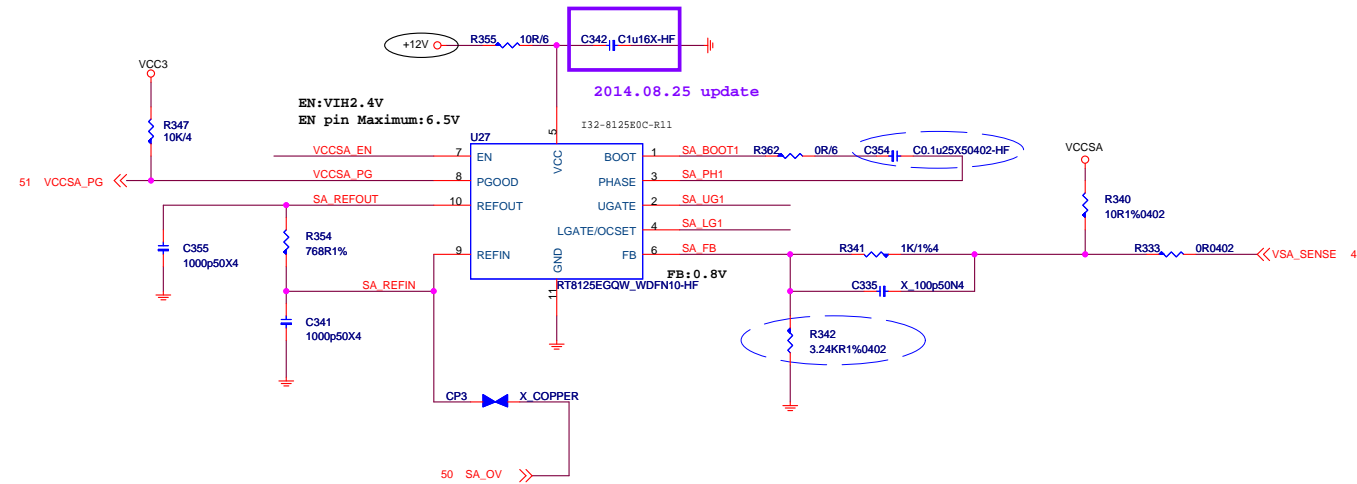 +12V
R355 10R/6
C342 C1u16X-HF
2014.08.25 update
VCC3
R347
10K/4
EN:VIH2.4V
EN pin Maximum:6.5V
I32-8125E0C-R11
U27
5
VCC
VCCSA_EN 7 EN
BOOT 1 SA_BOOT1 R362 0R/6 C354 C0.1u25X50402-HF
VCCSA
51 VCCSA_PG VCCSA_PG 8 PGOOD
PHASE 3 SA_PH1
SA_REFOUT 10 REFOUT
UGATE 2 SA_UG1
R340
10R1%0402
LGATE/OCSET 4 SA_LG1
R354
768R1%
C355
1000p50X4
9 REFIN
GND
11
FB 6 SA_FB R341 1K/1%4 R333 0R0402 VSA_SENSE 4
FB:0.8V
RT8125EGQW_WDFN10-HF
SA_REFIN
C335 X_100p50N4
C341
1000p50X4
R342
3.24KR1%0402
CP3 X_COPPER
50 SA_OV